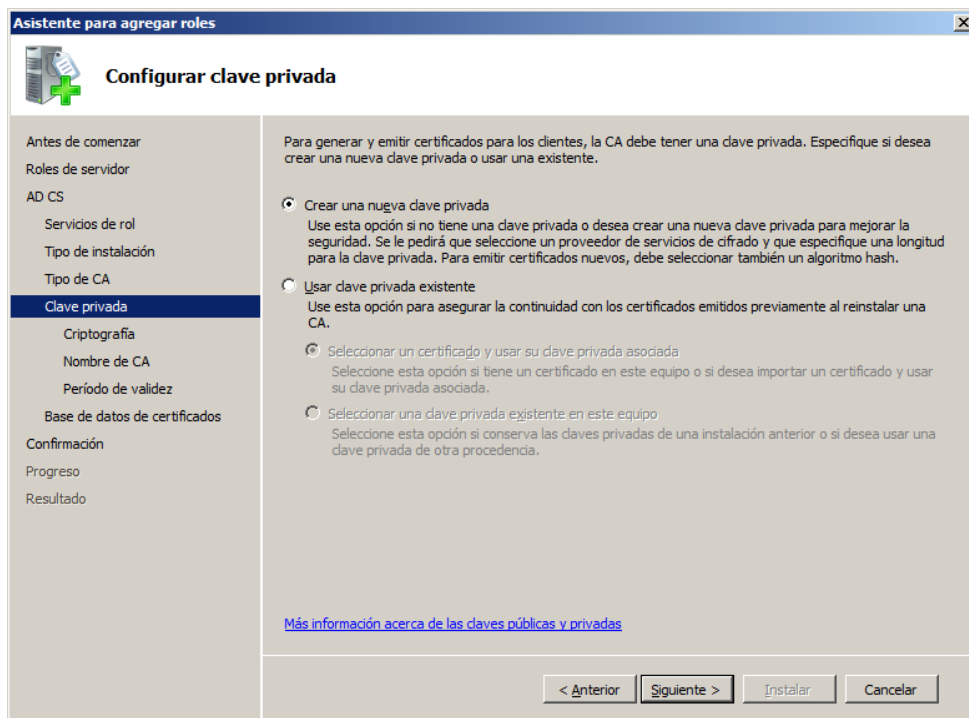 Asistente para agregar roles
Configurar clave privada
Antes de comenzar
Roles de servidor
AD CS
Servicios de rol
Tipo de instalación
Tipo de CA
Clave privada
Criptografía
Nombre de CA
Período de validez
Base de datos de certificados
Confirmación
Progreso
Resultado
Para generar y emitir certificados para los clientes, la CA debe tener una clave privada. Especifique si desea
crear una nueva clave privada o usar una existente.
Crear una nueva clave privada
Use esta opción si no tiene una clave privada o desea crear una nueva clave privada para mejorar la
seguridad. Se le pedirá que seleccione un proveedor de servicios de cifrado y que especifique una longitud
para la clave privada. Para emitir certificados nuevos, debe seleccionar también un algoritmo hash.
Usar clave privada existente
Use esta opción para asegurar la continuidad con los certificados emitidos previamente al reinstalar una
CA.
Seleccionar un certificado y usar su clave privada asociada
Seleccione esta opción si tiene un certificado en este equipo o si desea importar un certificado y usar
su clave privada asociada.
Seleccionar una clave privada existente en este equipo
Seleccione esta opción si conserva las claves privadas de una instalación anterior o si desea usar una
clave privada de otra procedencia.
Más información acerca de las claves públicas y privadas
< Anterior
Siguiente >
Instalar
Cancelar